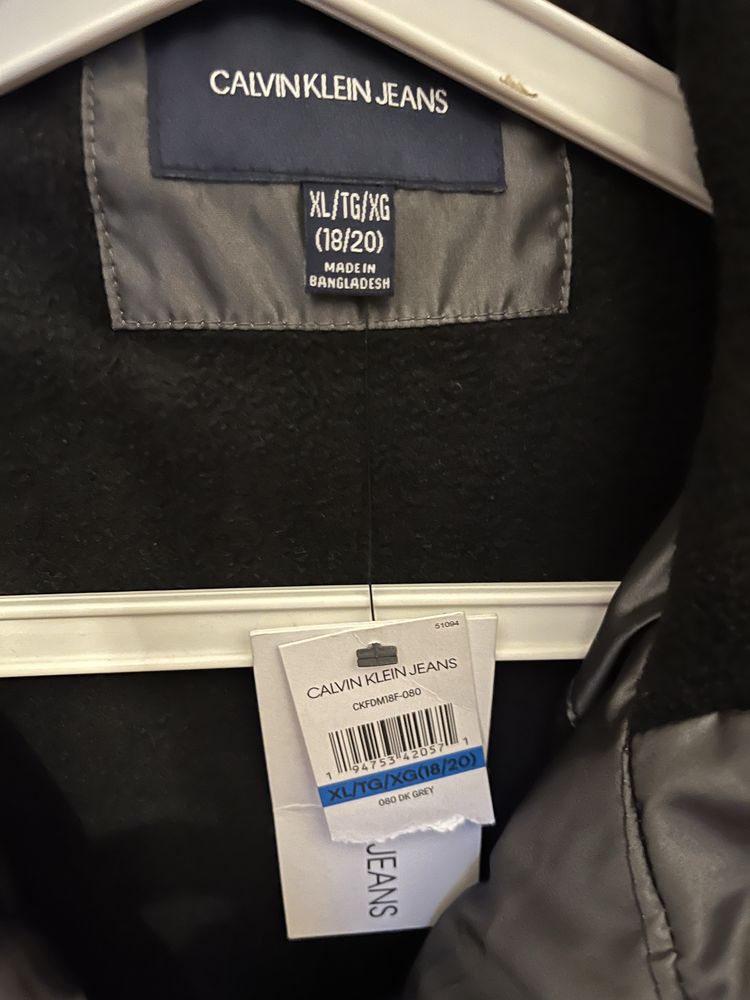 CALVIN KLEIN JEANS
XL/TG/XG
(18/20)
MADE IN
BANGLADESH
51094
CALVIN KLEIN JEANS
CKFDM18F-080
1 94753 42057 1
XL/TG/XG(18/20)
080 DK GREY
JEANS